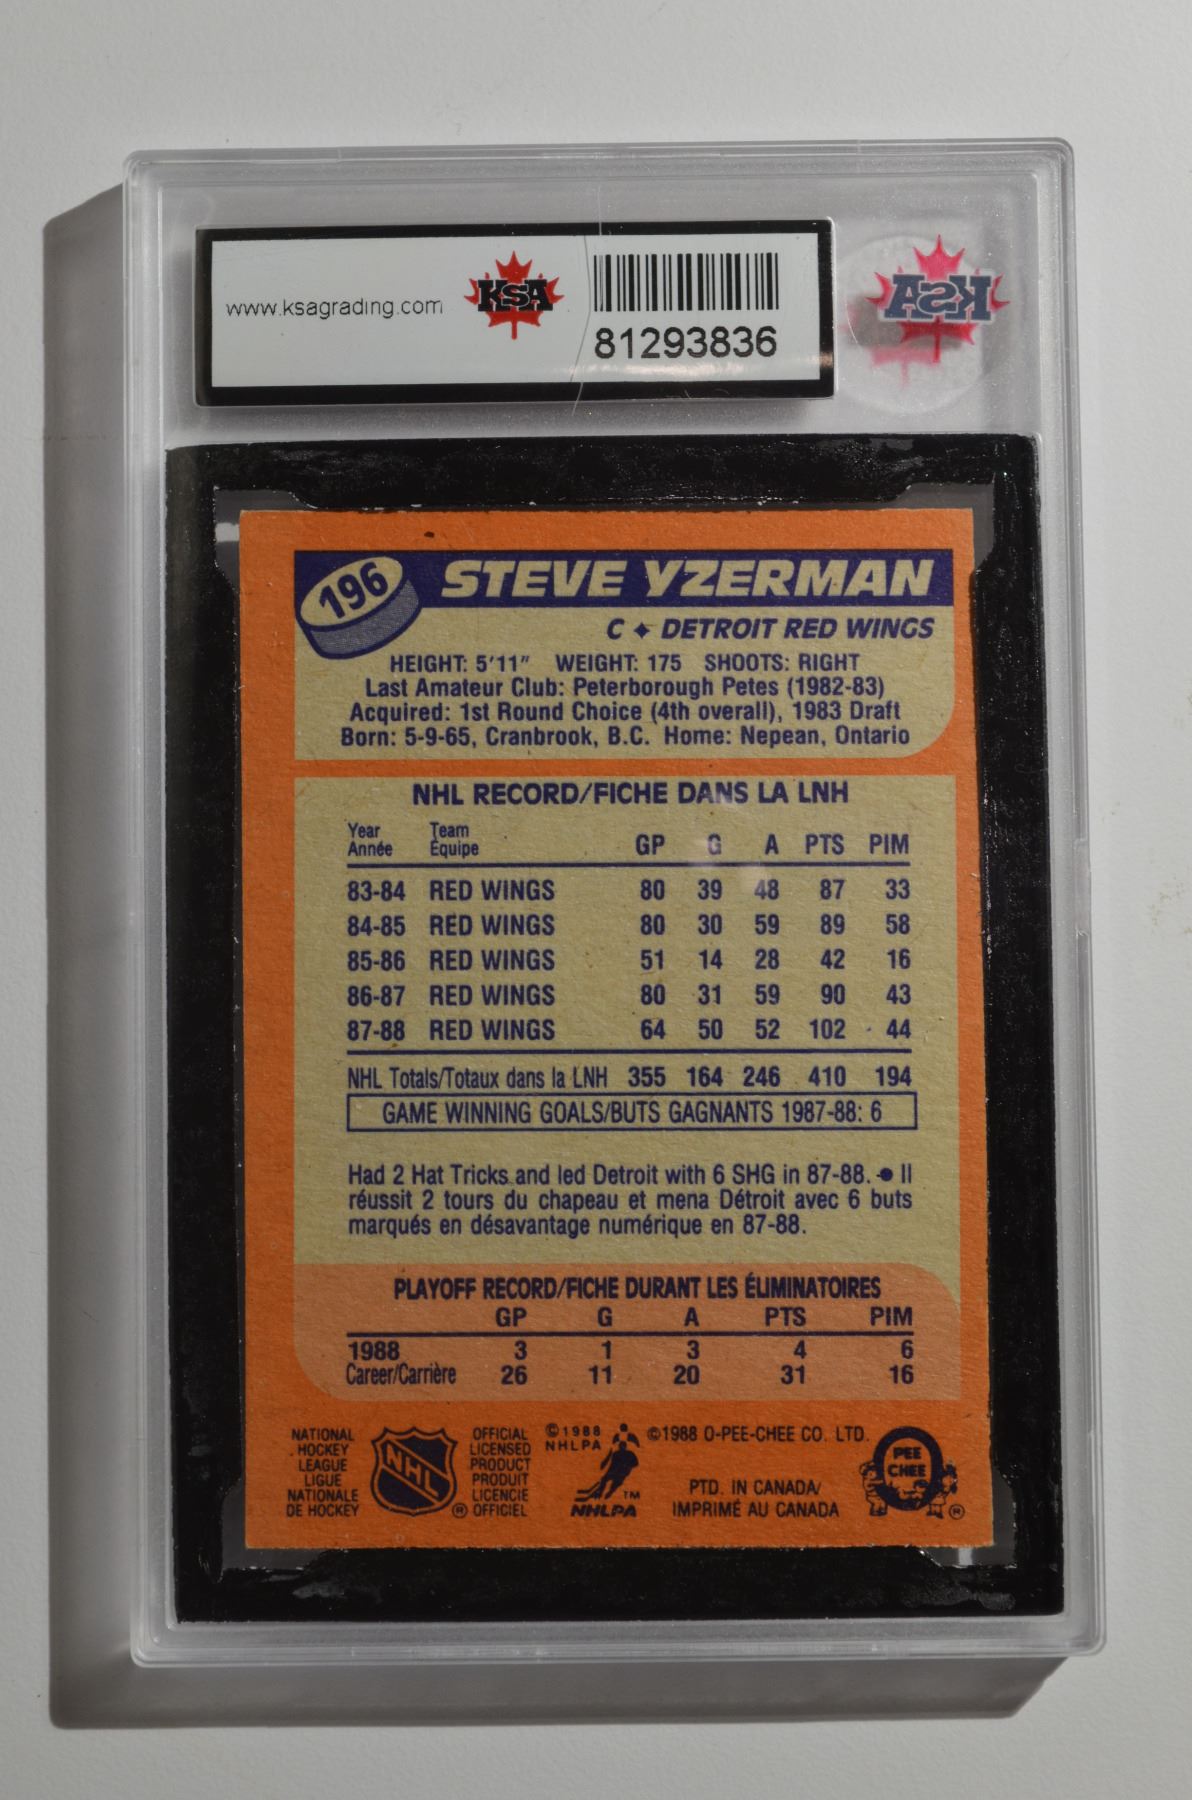 www.ksagrading.com KSA
81293836
KSA
196 STEVE YZERMAN
C ♦ DETROIT RED WINGS
HEIGHT: 5'11" WEIGHT: 175 SHOOTS: RIGHT
Last Amateur Club: Peterborough Petes (1982-83)
Acquired: 1st Round Choice (4th overall), 1983 Draft
Born: 5-9-65, Cranbrook, B.C. Home: Nepean, Ontario
NHL RECORD/FICHE DANS LA LNH
Year Team
Année Équipe GP G A PTS PIM
83-84 RED WINGS 80 39 48 87 33
84-85 RED WINGS 80 30 59 89 58
85-86 RED WINGS 51 14 28 42 16
86-87 RED WINGS 80 31 59 90 43
87-88 RED WINGS 64 50 52 102 44
NHL Totals/Totaux dans la LNH 355 164 246 410 194
GAME WINNING GOALS/BUTS GAGNANTS 1987-88: 6
Had 2 Hat Tricks and led Detroit with 6 SHG in 87-88. • Il
réussit 2 tours du chapeau et mena Détroit avec 6 buts
marqués en désavantage numérique en 87-88.
PLAYOFF RECORD/FICHE DURANT LES ÉLIMINATOIRES
GP G A PTS PIM
1988 3 1 3 4 6
Career/Carrière 26 11 20 31 16
NATIONAL
HOCKEY
LEAGUE
LIGUE
NATIONALE
DE HOCKEY
NHL ®
OFFICIAL
LICENSED
PRODUCT
PRODUIT
LICENCIE
OFFICIEL
©1988
NHLPA
TM
NHLPA
©1988 O-PEE-CHEE CO. LTD.
PTD. IN CANADA/
IMPRIMÉ AU CANADA
PEE
CHEE
®